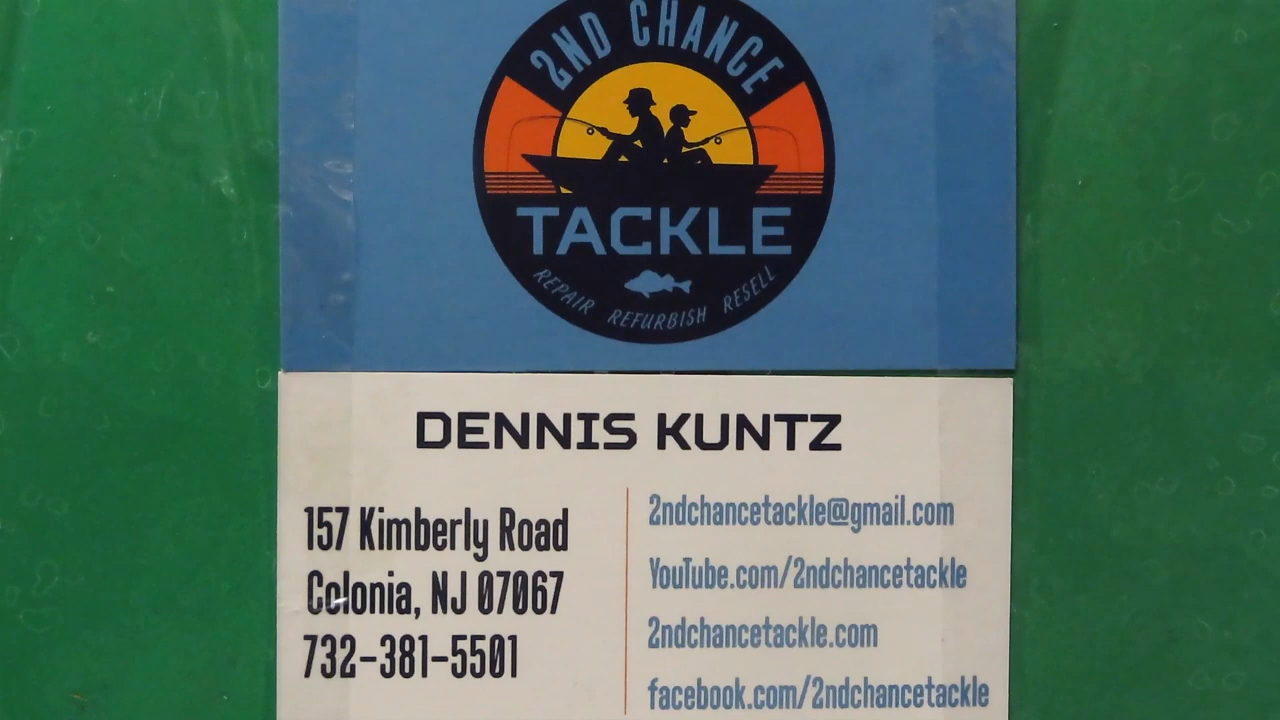 2ND CHANCE
TACKLE
REPAIR REFURBISH RESELL
DENNIS KUNTZ
157 Kimberly Road
Colonia, NJ 07067
732-381-5501
2ndchancetackle@gmail.com
YouTube.com/2ndchancetackle
2ndchancetackle.com
facebook.com/2ndchancetackle